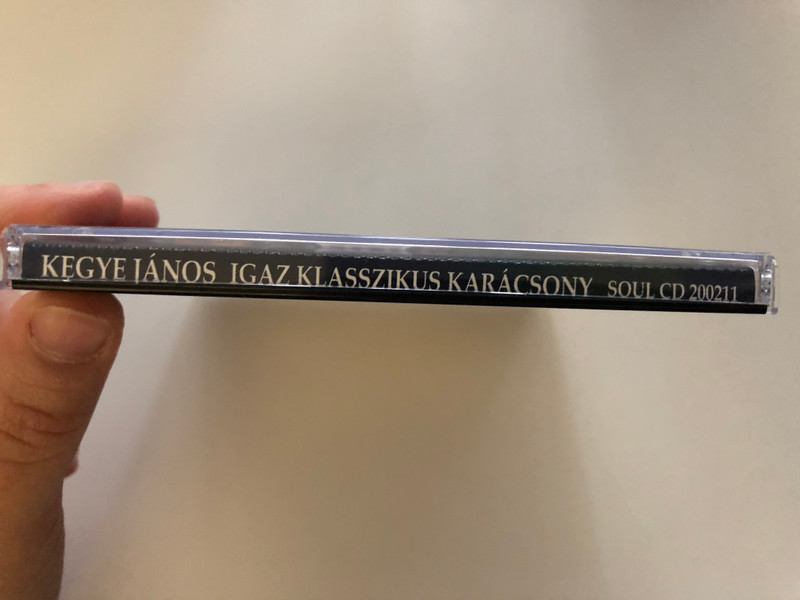 KEGYE JÁNOS IGAZ KLASSZIKUS KARÁCSONY SOUL CD 200211